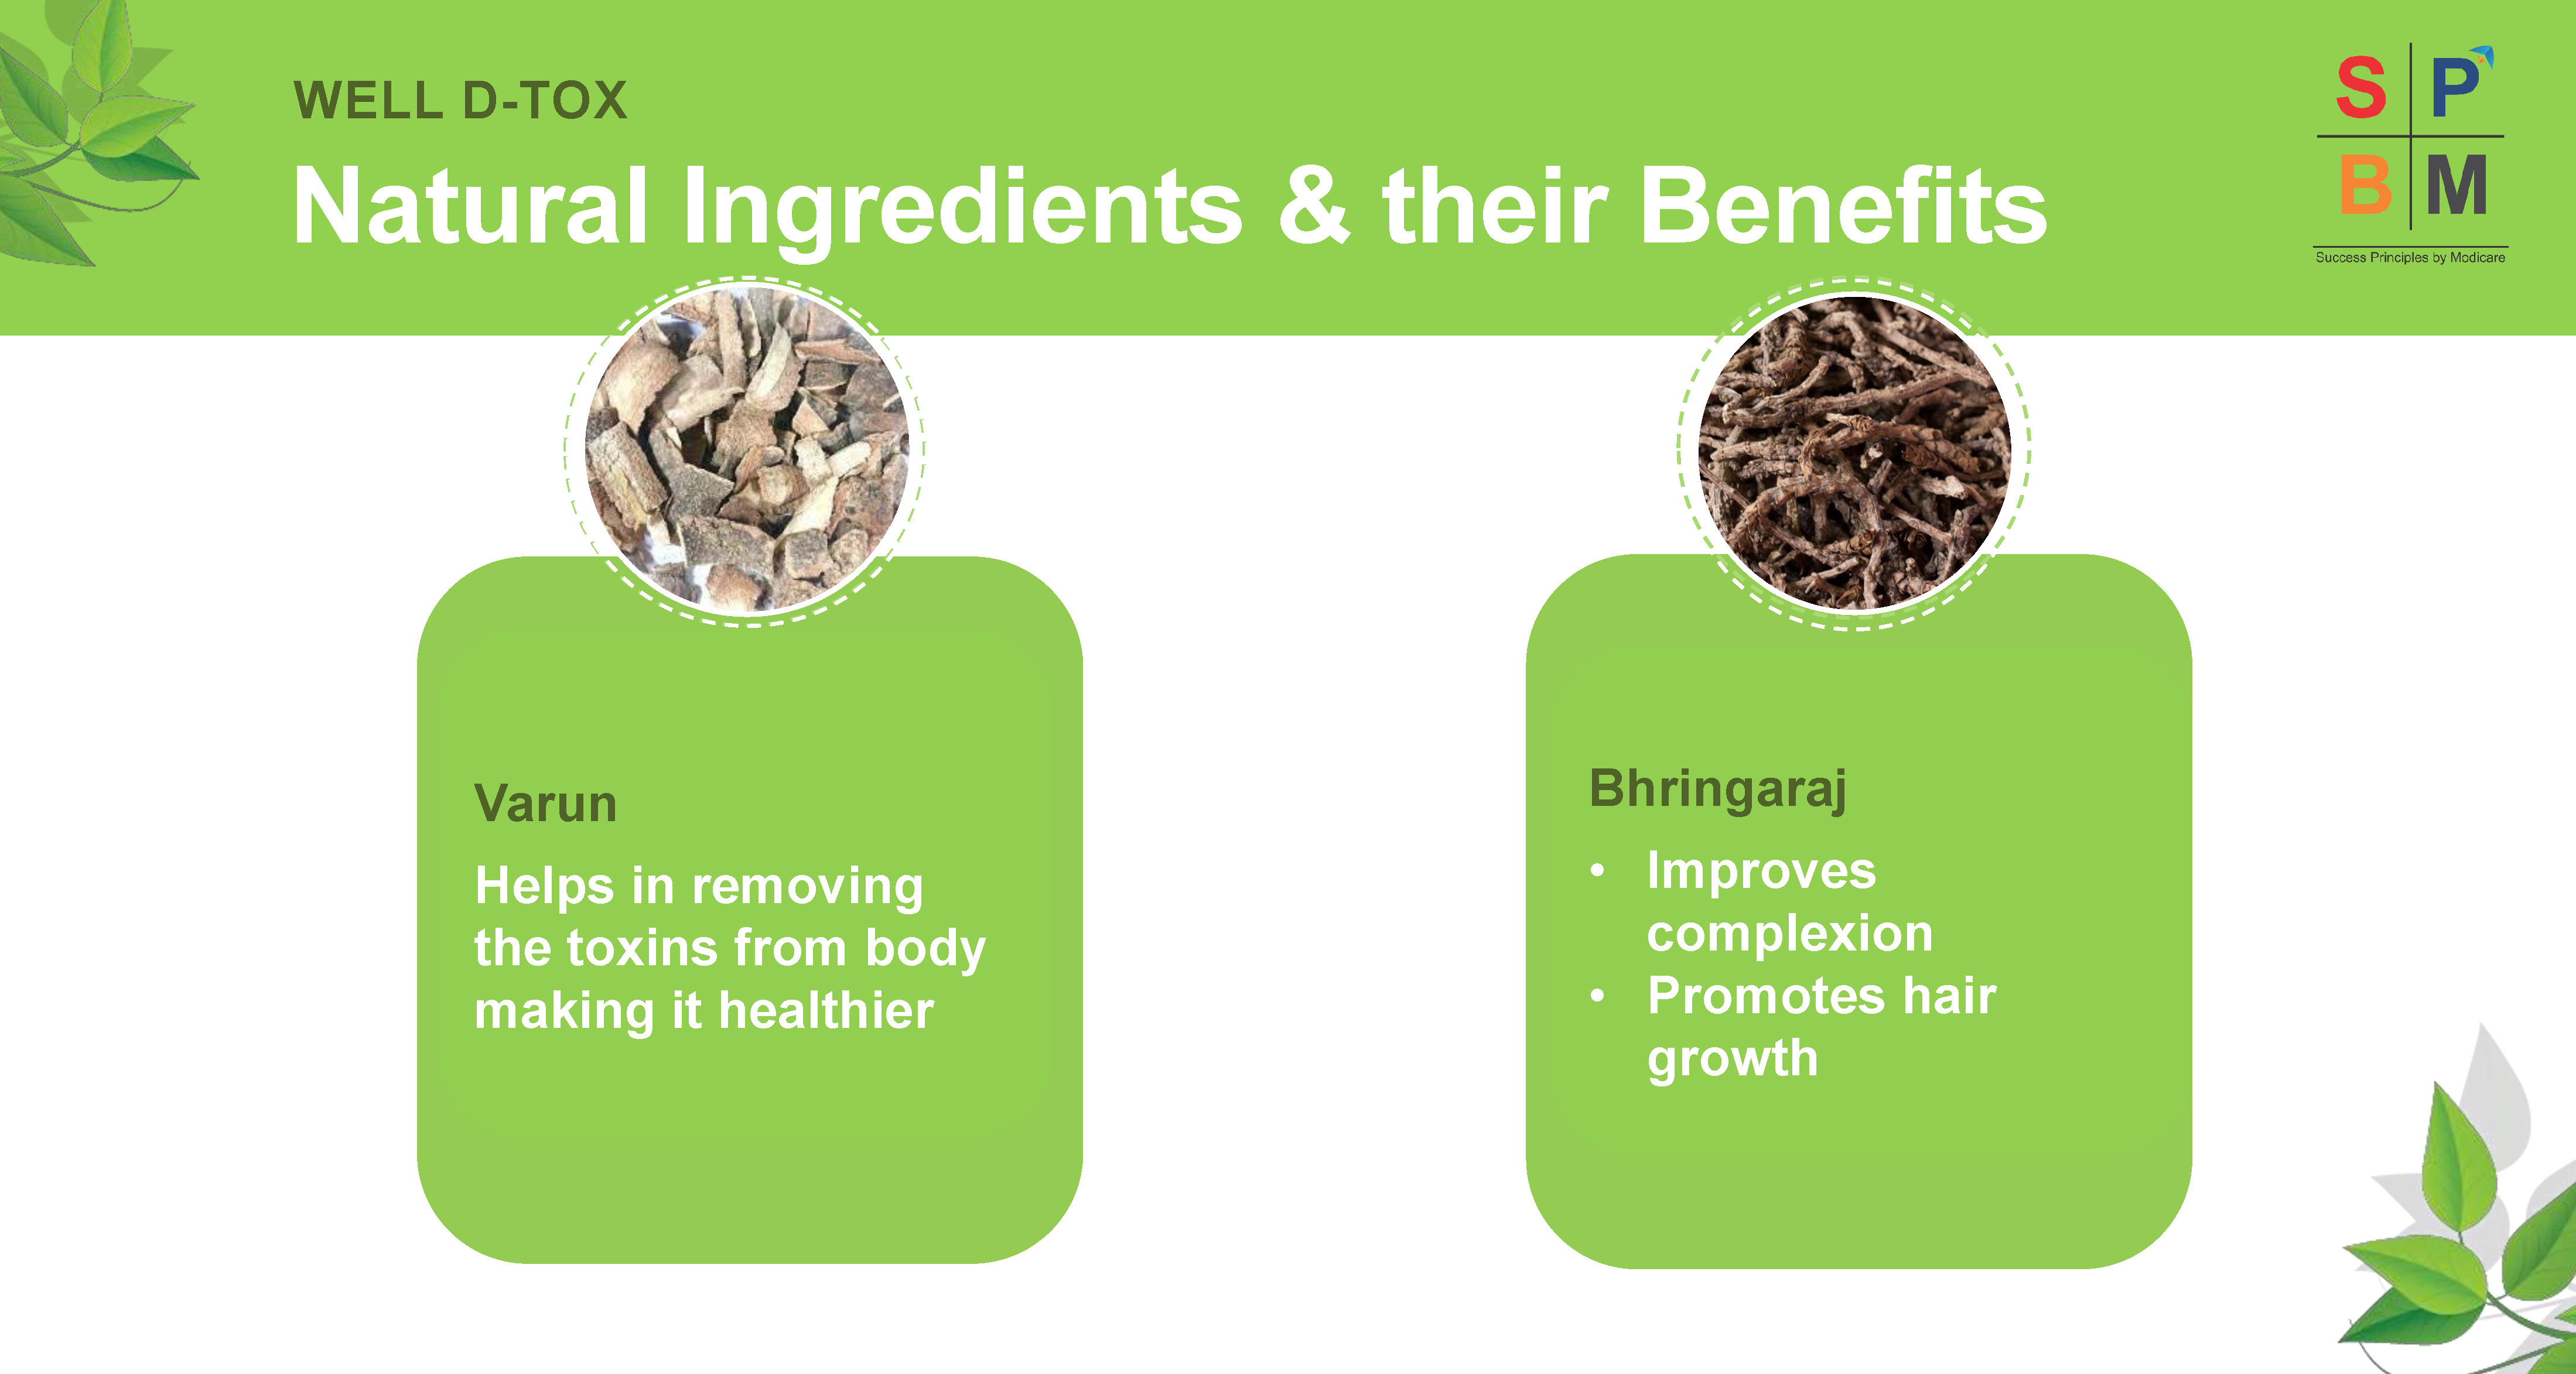 WELL D-TOX
Natural Ingredients & their Benefits
S P
B M
Success Principles by Modicare
Varun
Helps in removing
the toxins from body
making it healthier
Bhringaraj
• Improves
complexion
• Promotes hair
growth